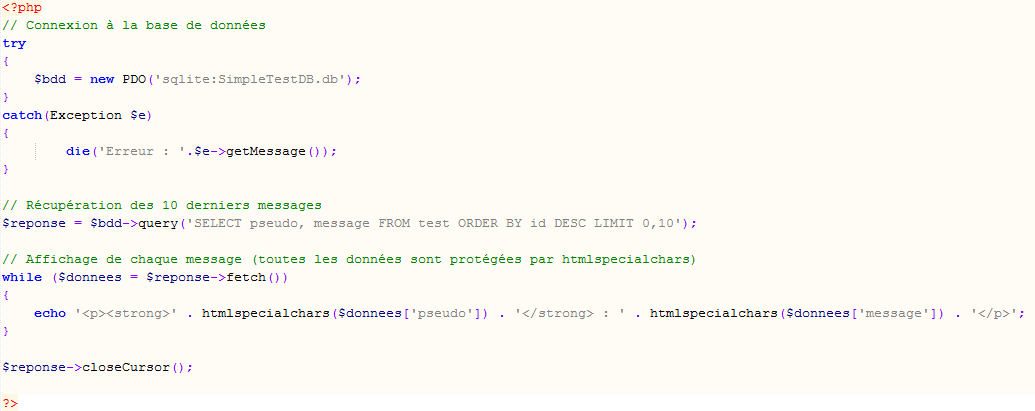 <?php
// Connexion à la base de données
try
{
    $bdd = new PDO('sqlite:SimpleTestDB.db');
}
catch(Exception $e)
{
        die('Erreur : '.$e->getMessage());
}

// Récupération des 10 derniers messages
$reponse = $bdd->query('SELECT pseudo, message FROM test ORDER BY id DESC LIMIT 0,10');

// Affichage de chaque message (toutes les données sont protégées par htmlspecialchars)
while ($donnees = $reponse->fetch())
{
    echo '<p><strong>' . htmlspecialchars($donnees['pseudo']) . '</strong> : ' . htmlspecialchars($donnees['message']) . '</p>';
}

$reponse->closeCursor();

?>